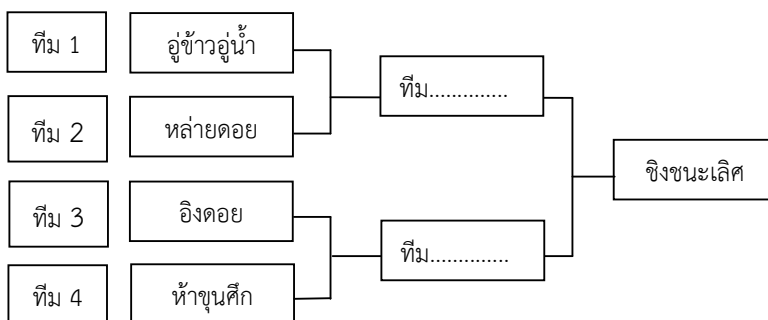 ทีม 1 อู่ข้าวอู่น้ำ
ทีม..............
ทีม 2 หล่ายดอย
ชิงชนะเลิศ
ทีม 3 อิงดอย
ทีม..............
ทีม 4 ห้าขุนศึก